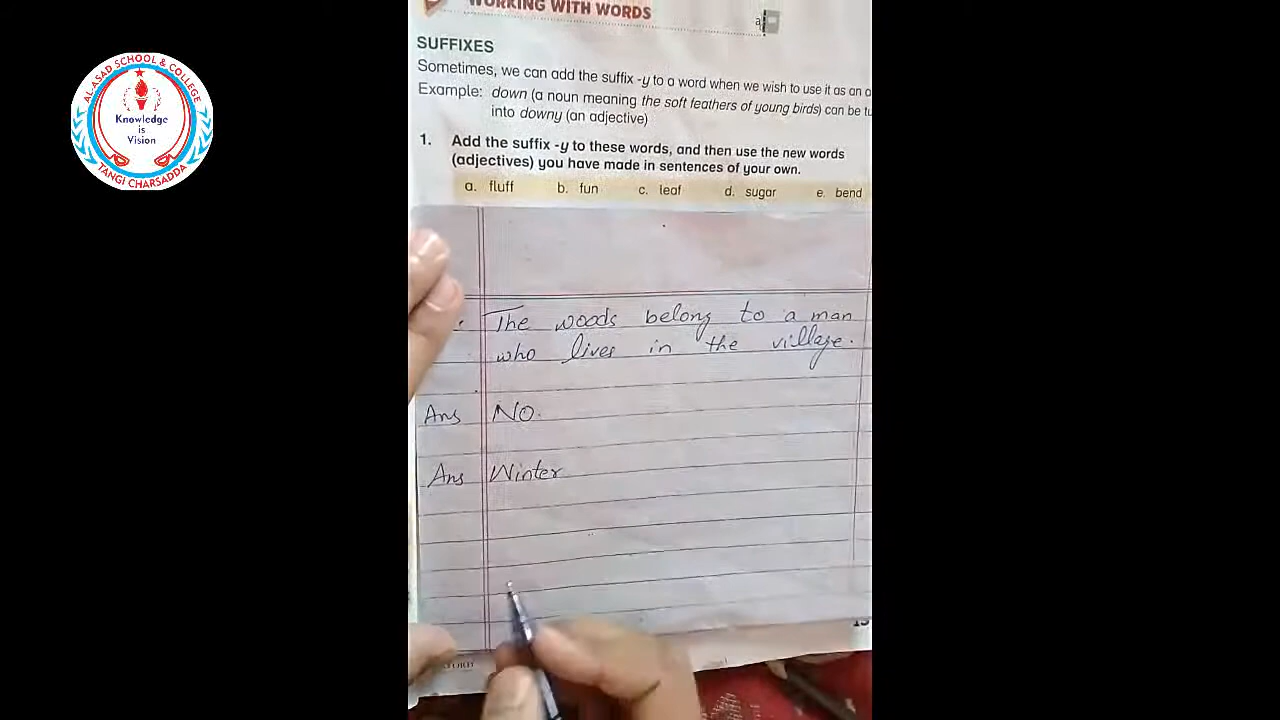 WORKING WITH WORDS
SUFFIXES
Sometimes, we can add the suffix -y to a word when we wish to use it as an
Example: down (a noun meaning the soft feathers of young birds) can be
into downy (an adjective)
1. Add the suffix -y to these words, and then use the new words
(adjectives) you have made in sentences of your own.
a. fluff b. fun c. leaf d. sugar e. bend
The woods belong to a man
who lives in the village.
Ans No.
Ans Winter
AL-ASAD SCHOOL & COLLEGE
Knowledge
is
Vision
TANGI CHARSADDA